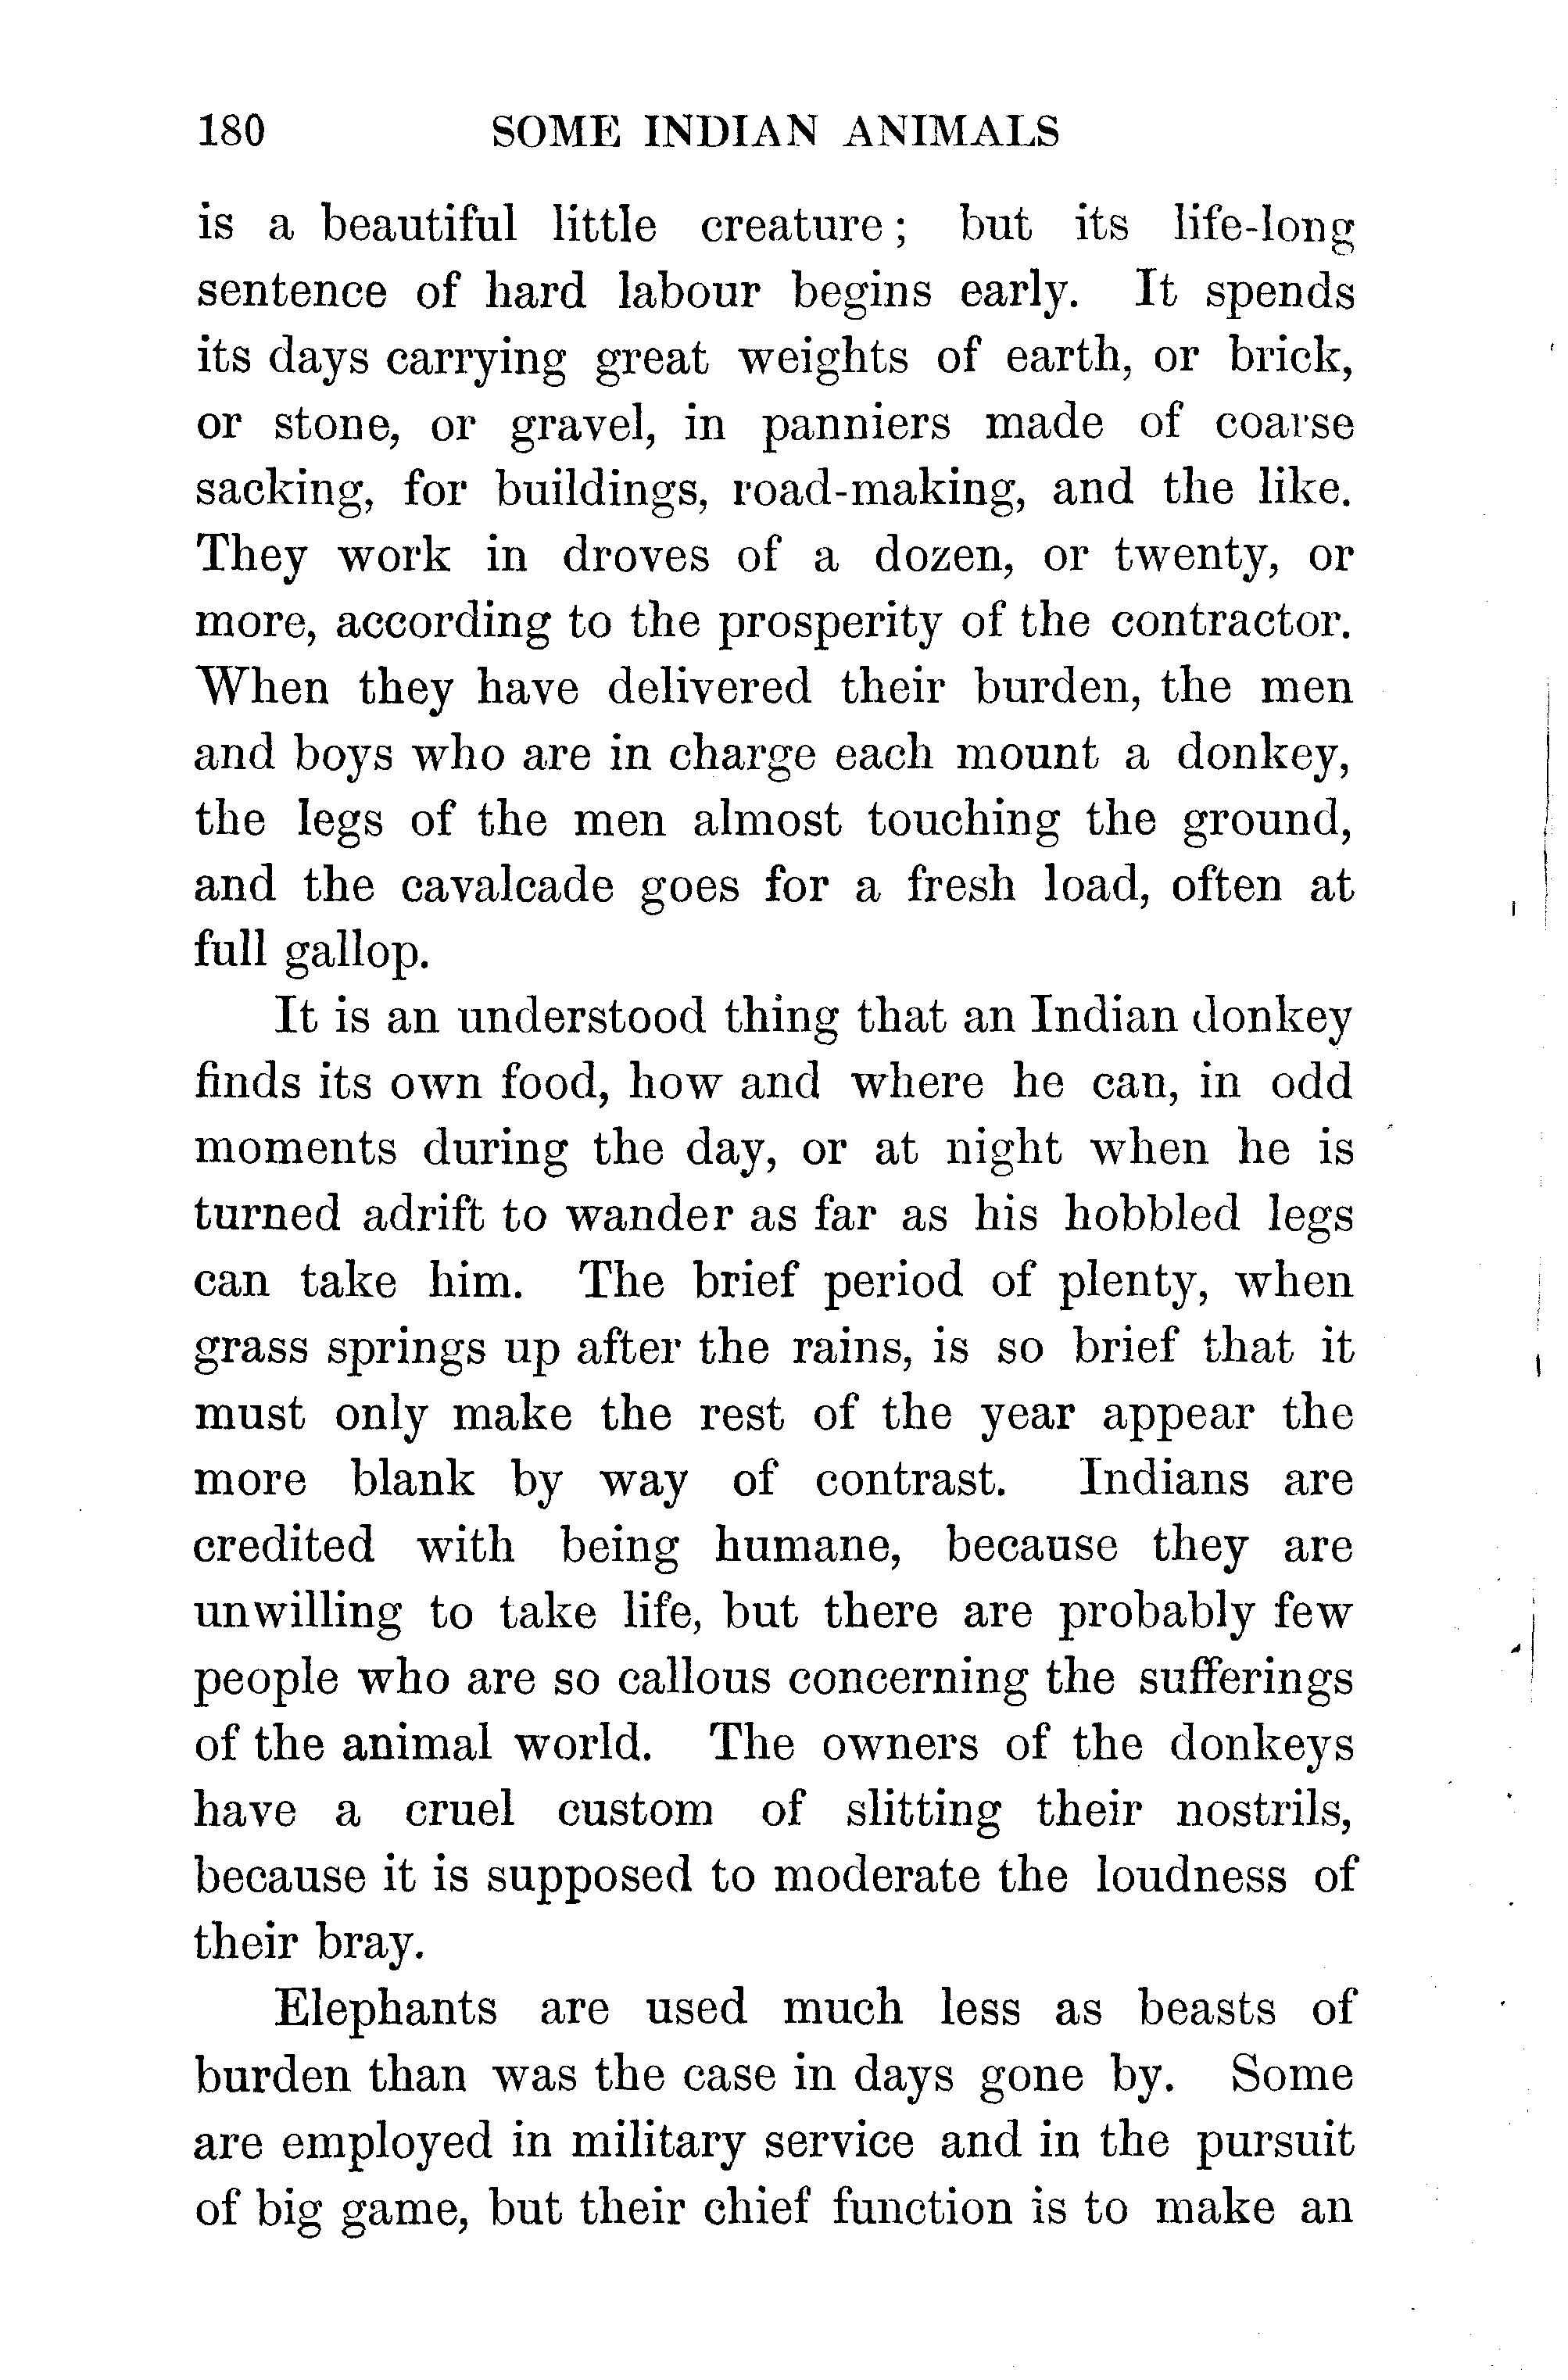 180 SOME INDIAN ANIMALS
is a beautiful little creature; but its life-long
sentence of hard labour begins early. It spends
its days carrying great weights of earth, or brick,
or stone, or gravel, in panniers made of coarse
sacking, for buildings, road-making, and the like.
They work in droves of a dozen, or twenty, or
more, according to the prosperity of the contractor.
When they have delivered their burden, the men
and boys who are in charge each mount a donkey,
the legs of the men almost touching the ground,
and the cavalcade goes for a fresh load, often at
full gallop.
It is an understood thing that an Indian donkey
finds its own food, how and where he can, in odd
moments during the day, or at night when he is
turned adrift to wander as far as his hobbled legs
can take him. The brief period of plenty, when
grass springs up after the rains, is so brief that it
must only make the rest of the year appear the
more blank by way of contrast. Indians are
credited with being humane, because they are
unwilling to take life, but there are probably few
people who are so callous concerning the sufferings
of the animal world. The owners of the donkeys
have a cruel custom of slitting their nostrils,
because it is supposed to moderate the loudness of
their bray.
Elephants are used much less as beasts of
burden than was the case in days gone by. Some
are employed in military service and in the pursuit
of big game, but their chief function is to make an